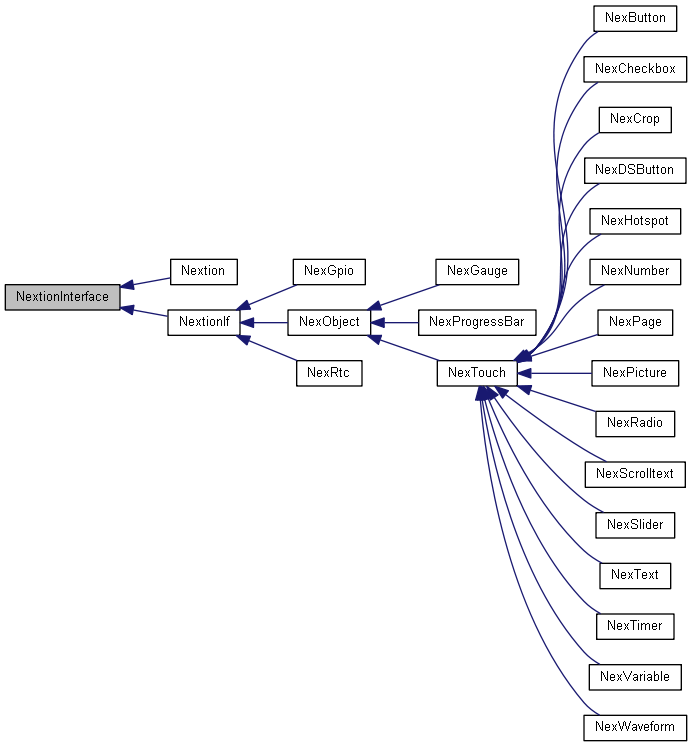 NextionInterface
Nextion
NextionIf
NexGpio
NexObject
NexRtc
NexGauge
NexProgressBar
NexTouch
NexButton
NexCheckbox
NexCrop
NexDSButton
NexHotspot
NexNumber
NexPage
NexPicture
NexRadio
NexScrolltext
NexSlider
NexText
NexTimer
NexVariable
NexWaveform